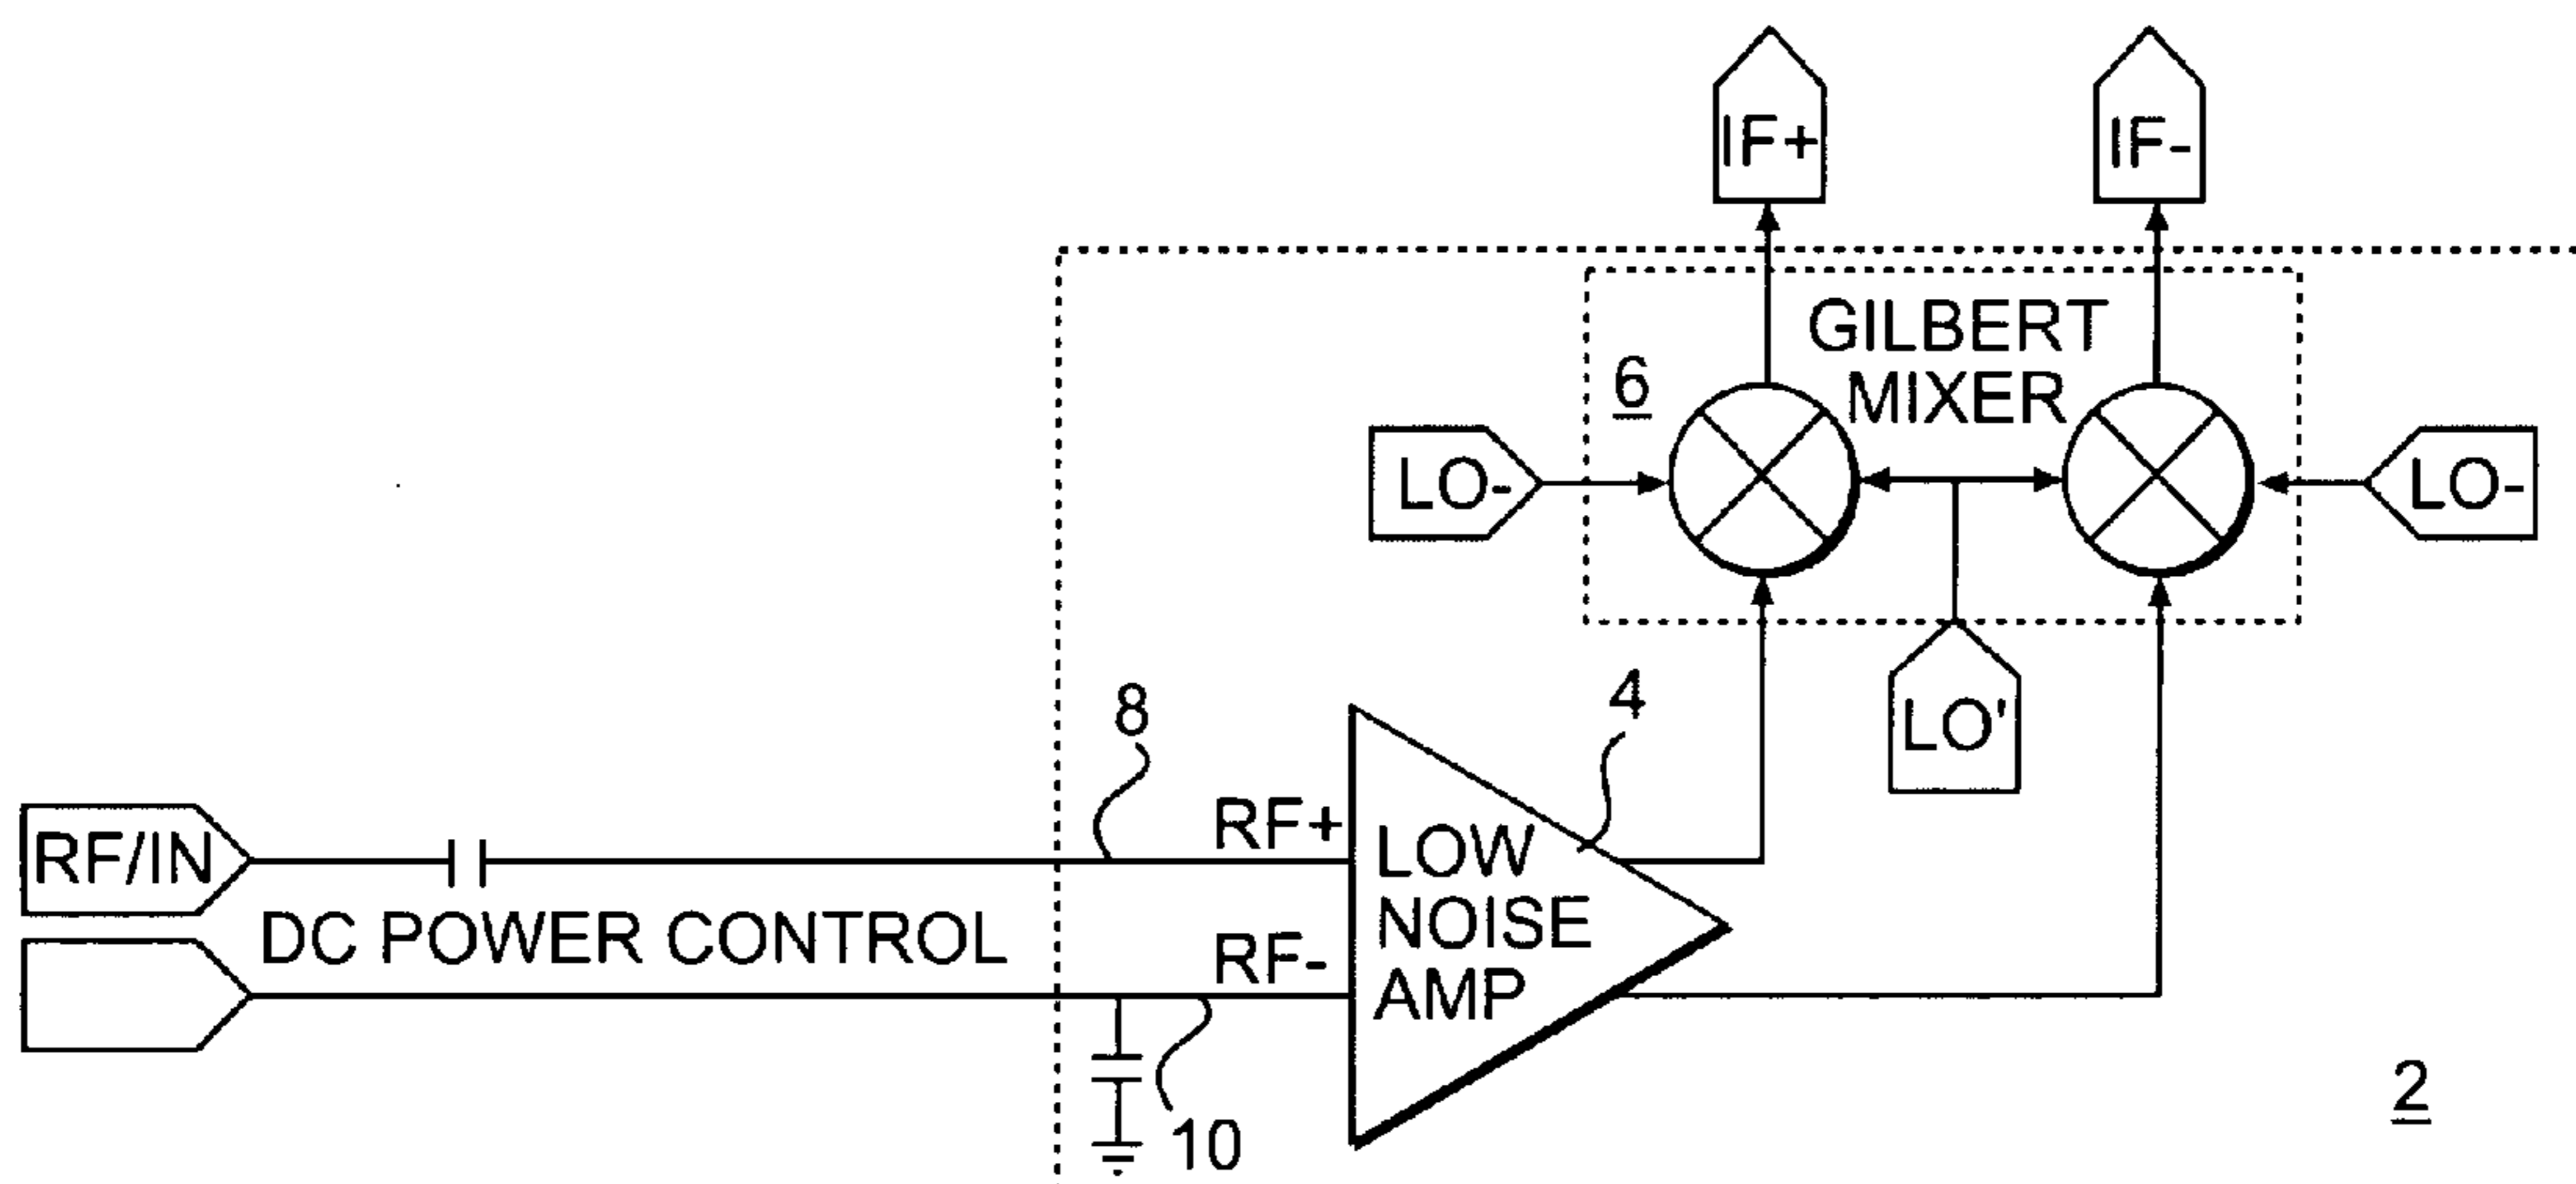 IF+
IF-
GILBERT
MIXER
6
LO-
LO-
LO'
8
4
RF+
RF/IN
LOW
NOISE
AMP
DC POWER CONTROL
RF-
10
2